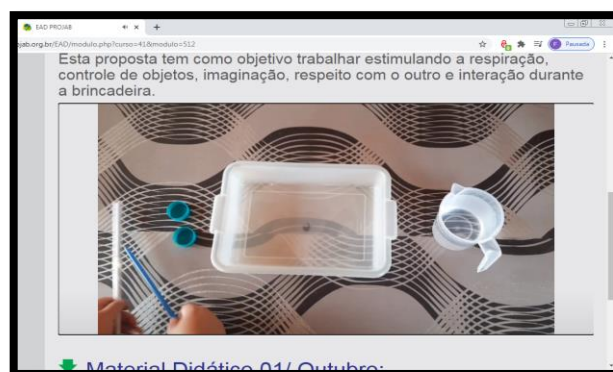 EAD PROJAB
ejab.org.br/EAD/modulo.php?curso=41&modulo=512
Pausada
Esta proposta tem como objetivo trabalhar estimulando a respiração,
controle de objetos, imaginação, respeito com o outro e interação durante
a brincadeira.
Material Didático 01/ Outubro: